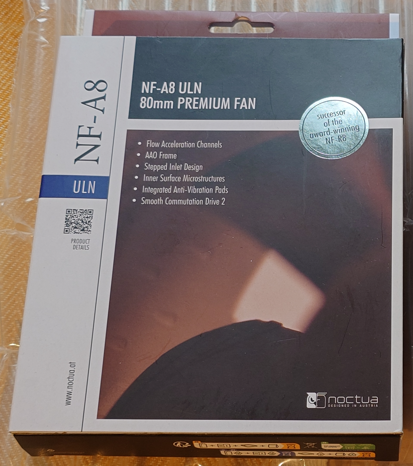 NF-A8
ULN
PRODUCT
DETAILS
www.noctua.at
NF-A8 ULN
80mm PREMIUM FAN
successor
of the
award-winning
NF-R8
• Flow Acceleration Channels
• AAO Frame
• Stepped Inlet Design
• Inner Surface Microstructures
• Integrated Anti-Vibration Pads
• Smooth Commutation Drive 2
noctua
DESIGNED IN AUSTRIA